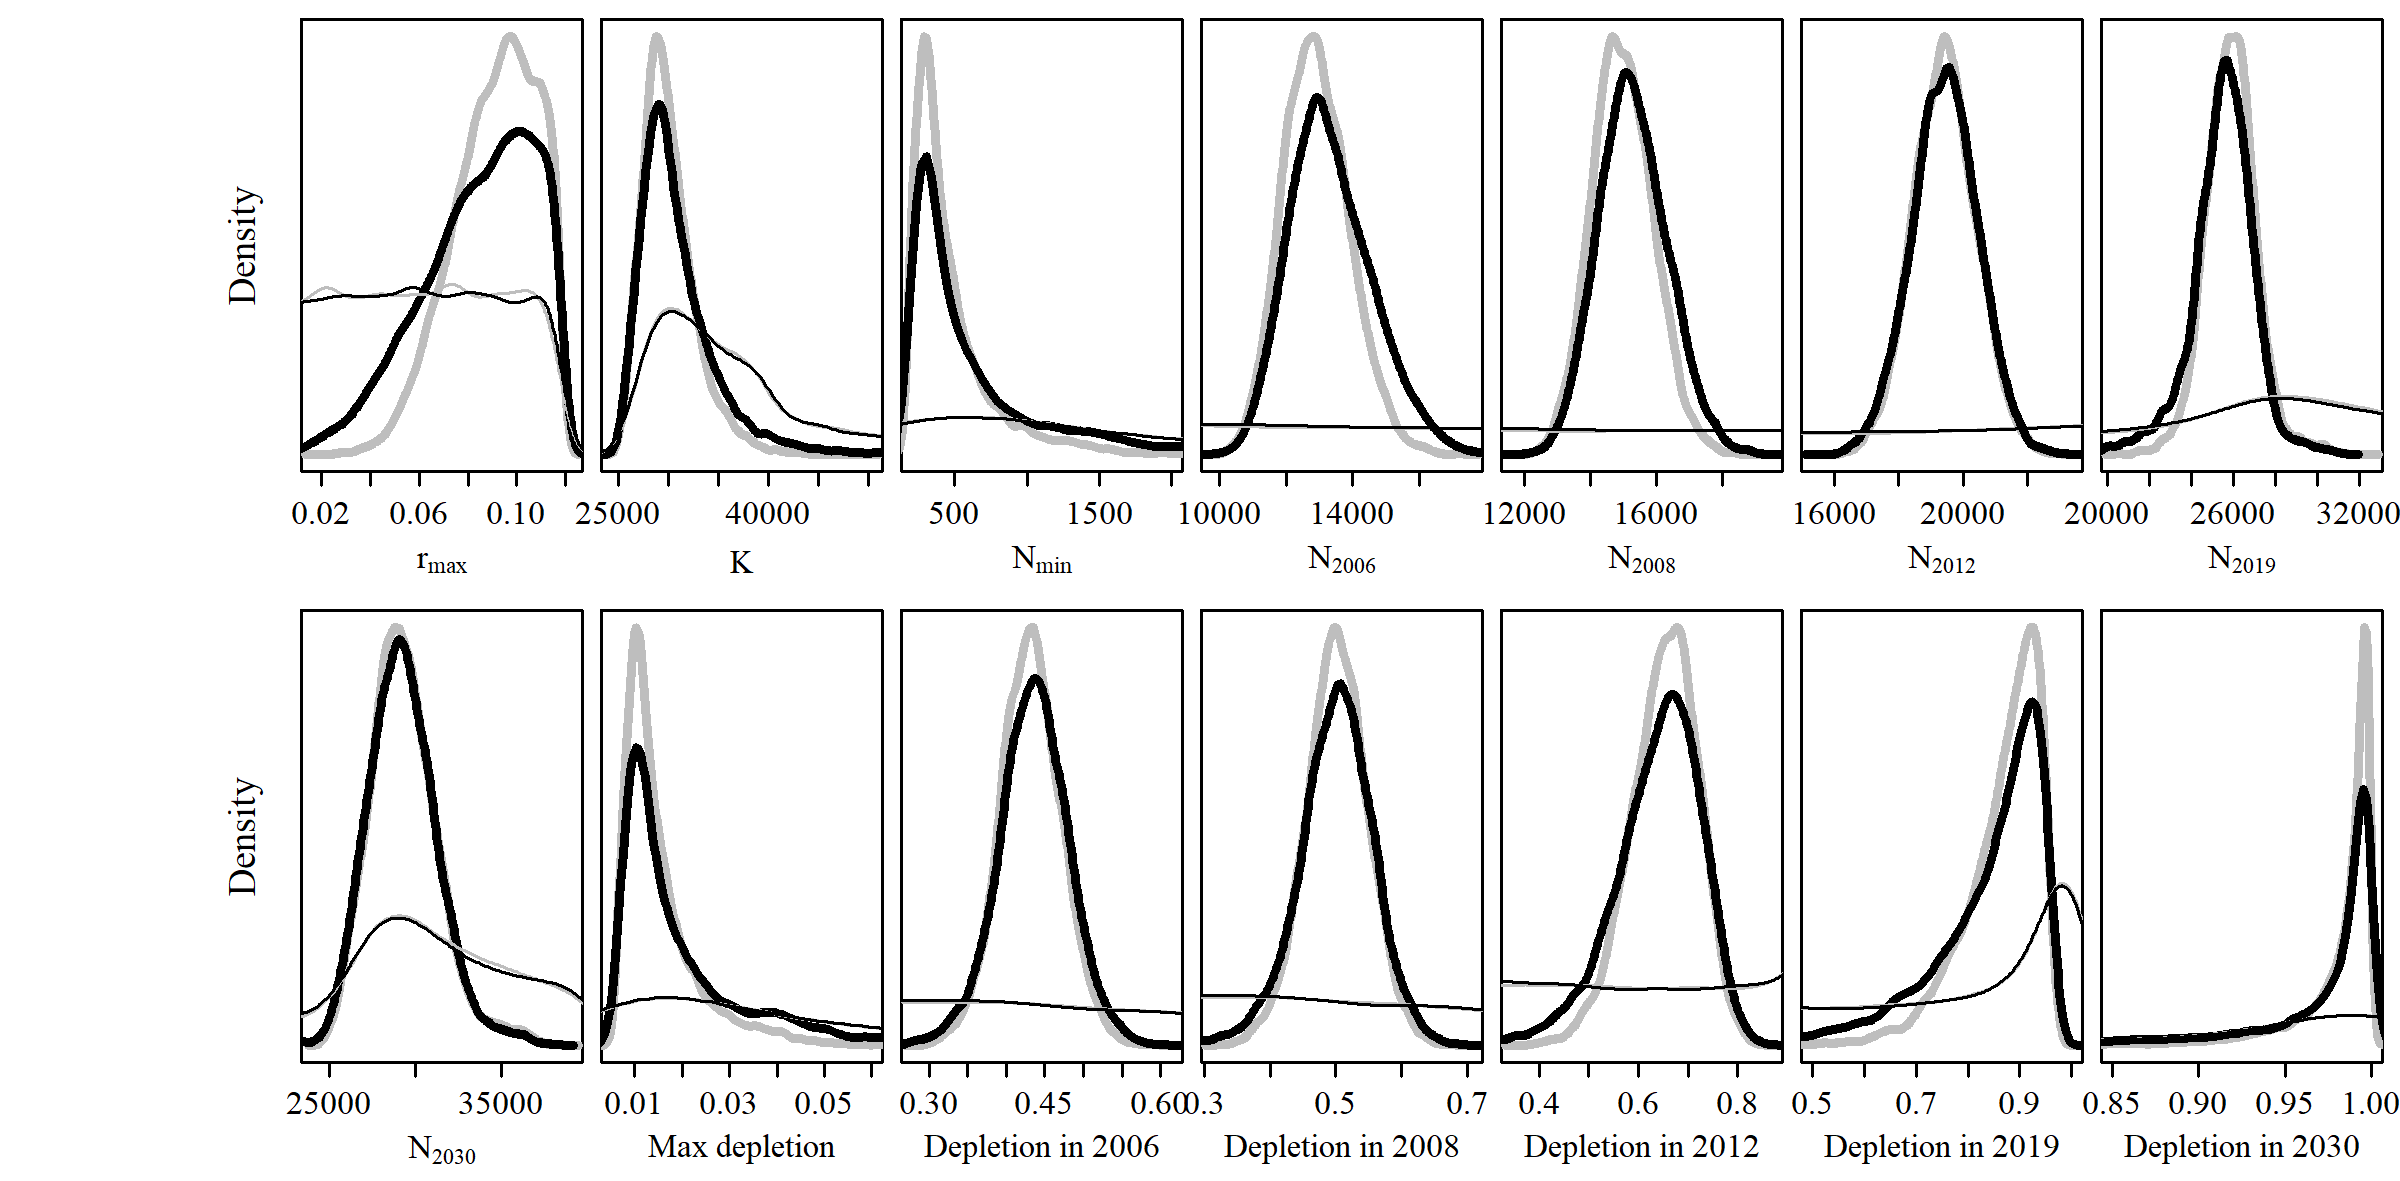 Density
0.02 0.06 0.10 25000 40000 500 1500 10000 14000 12000 16000 16000 20000 20000 26000 32000
rmax K Nmin N2006 N2008 N2012 N2019
Density
25000 35000 0.01 0.03 0.05 0.30 0.45 0.60 0.3 0.5 0.7 0.4 0.6 0.8 0.5 0.7 0.9 0.85 0.90 0.95 1.00
N2030 Max depletion Depletion in 2006 Depletion in 2008 Depletion in 2012 Depletion in 2019 Depletion in 2030